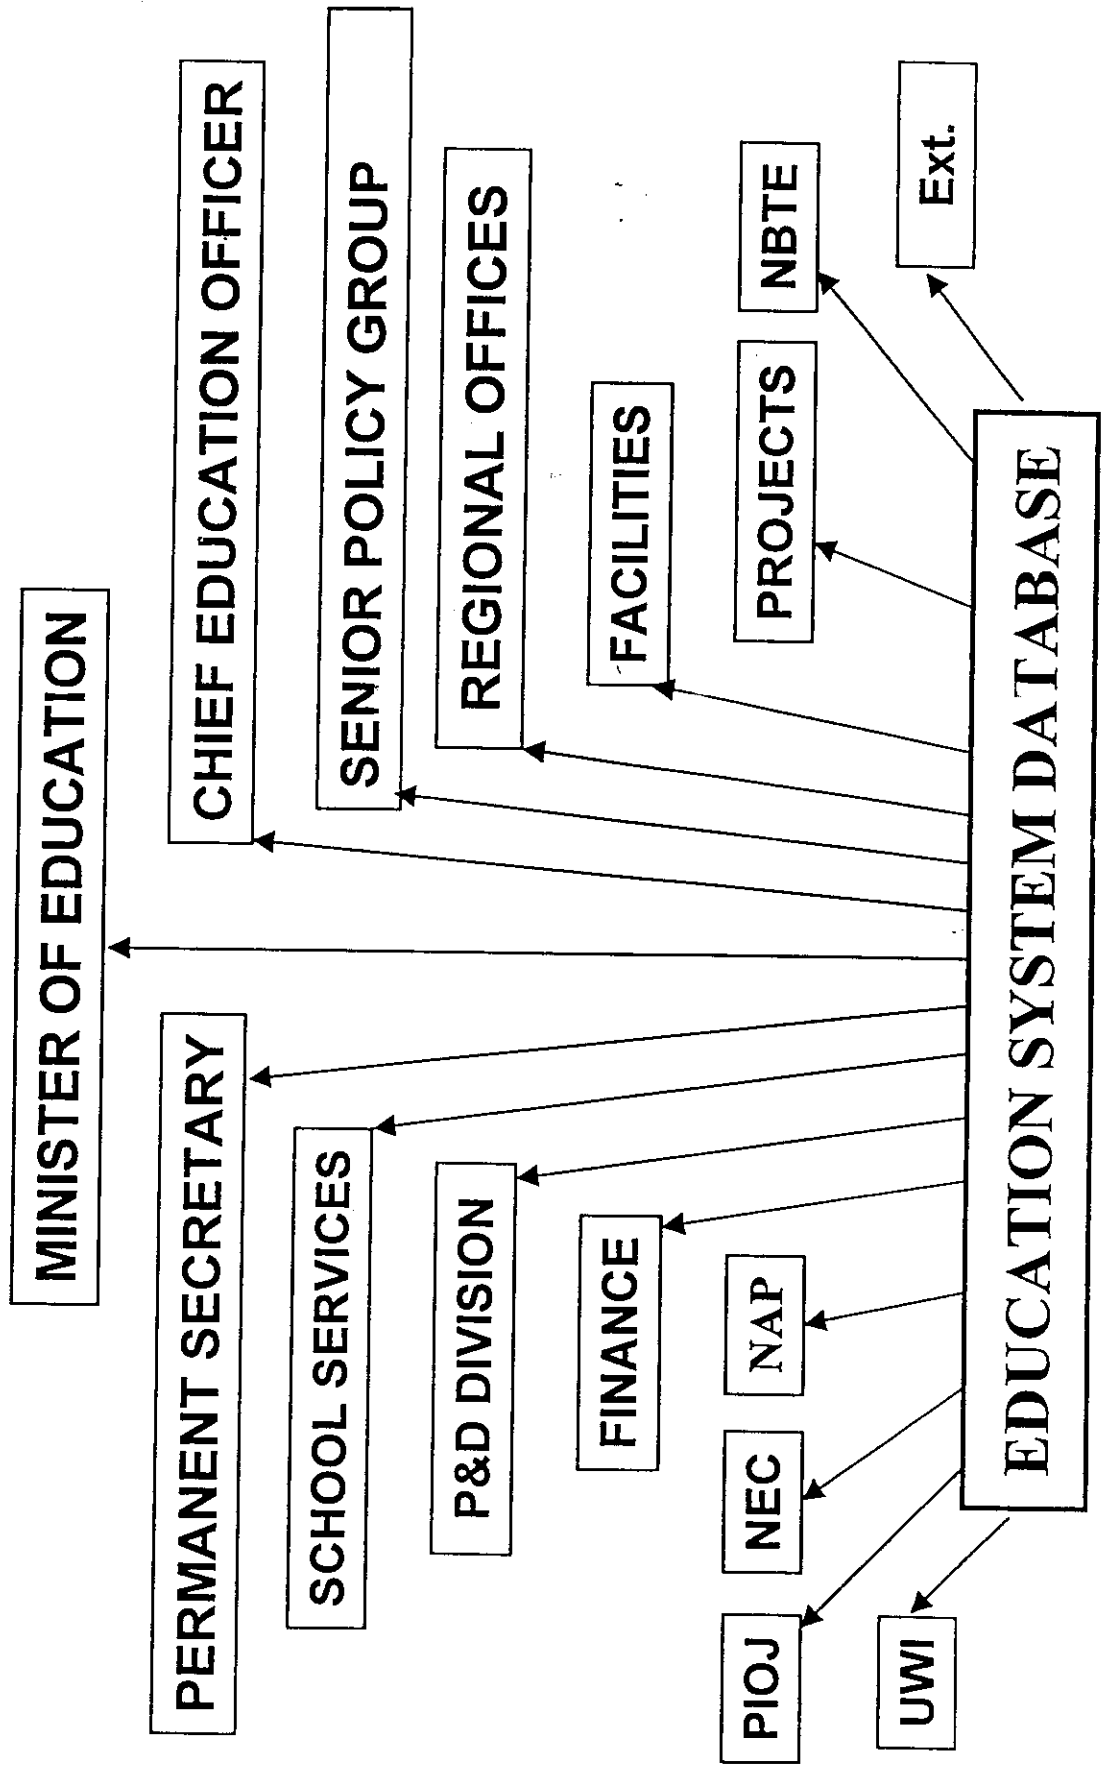 MINISTER OF EDUCATION
PERMANENT SECRETARY
CHIEF EDUCATION OFFICER
SCHOOL SERVICES
SENIOR POLICY GROUP
P&D DIVISION
REGIONAL OFFICES
FINANCE
FACILITIES
PIOJ
NEC
NAP
PROJECTS
NBTE
UWI
Ext.
EDUCATION SYSTEM DATABASE